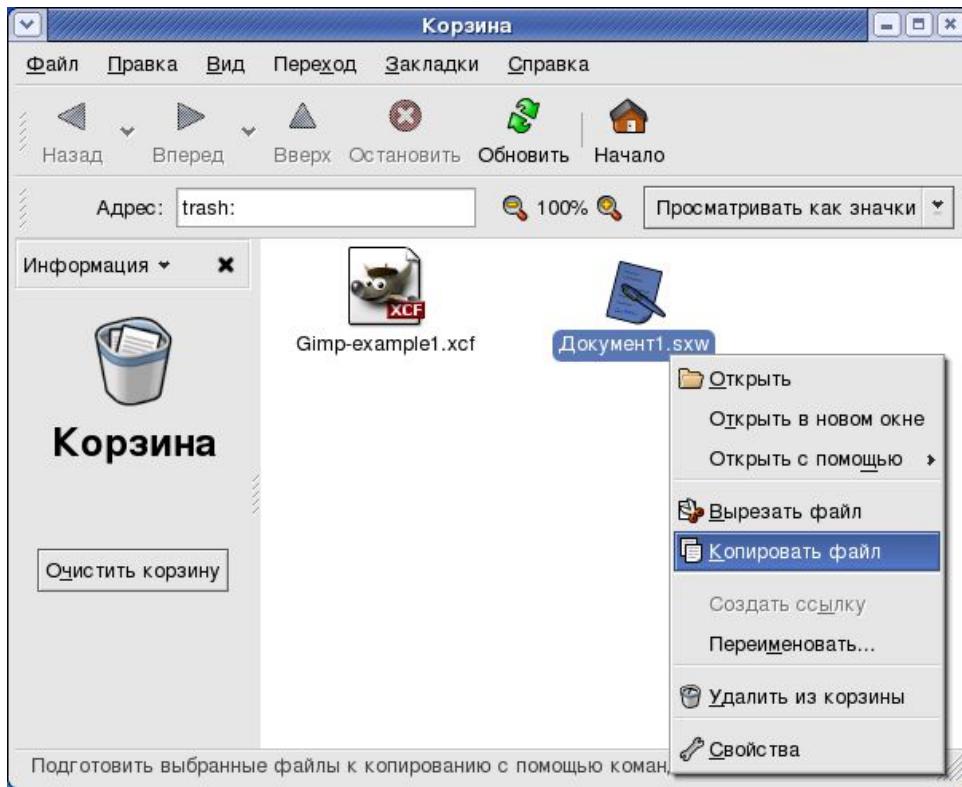 Корзина
Файл Правка Вид Переход Закладки Справка
Назад Вперед Вверх Остановить Обновить Начало
Адрес: trash: 100% Просматривать как значки
Информация
XCF
Gimp-example1.xcf
Документ1.sxw
Корзина
Очистить корзину
Открыть
Открыть в новом окне
Открыть с помощью
Вырезать файл
Копировать файл
Создать ссылку
Переименовать...
Удалить из корзины
Свойства
Подготовить выбранные файлы к копированию с помощью